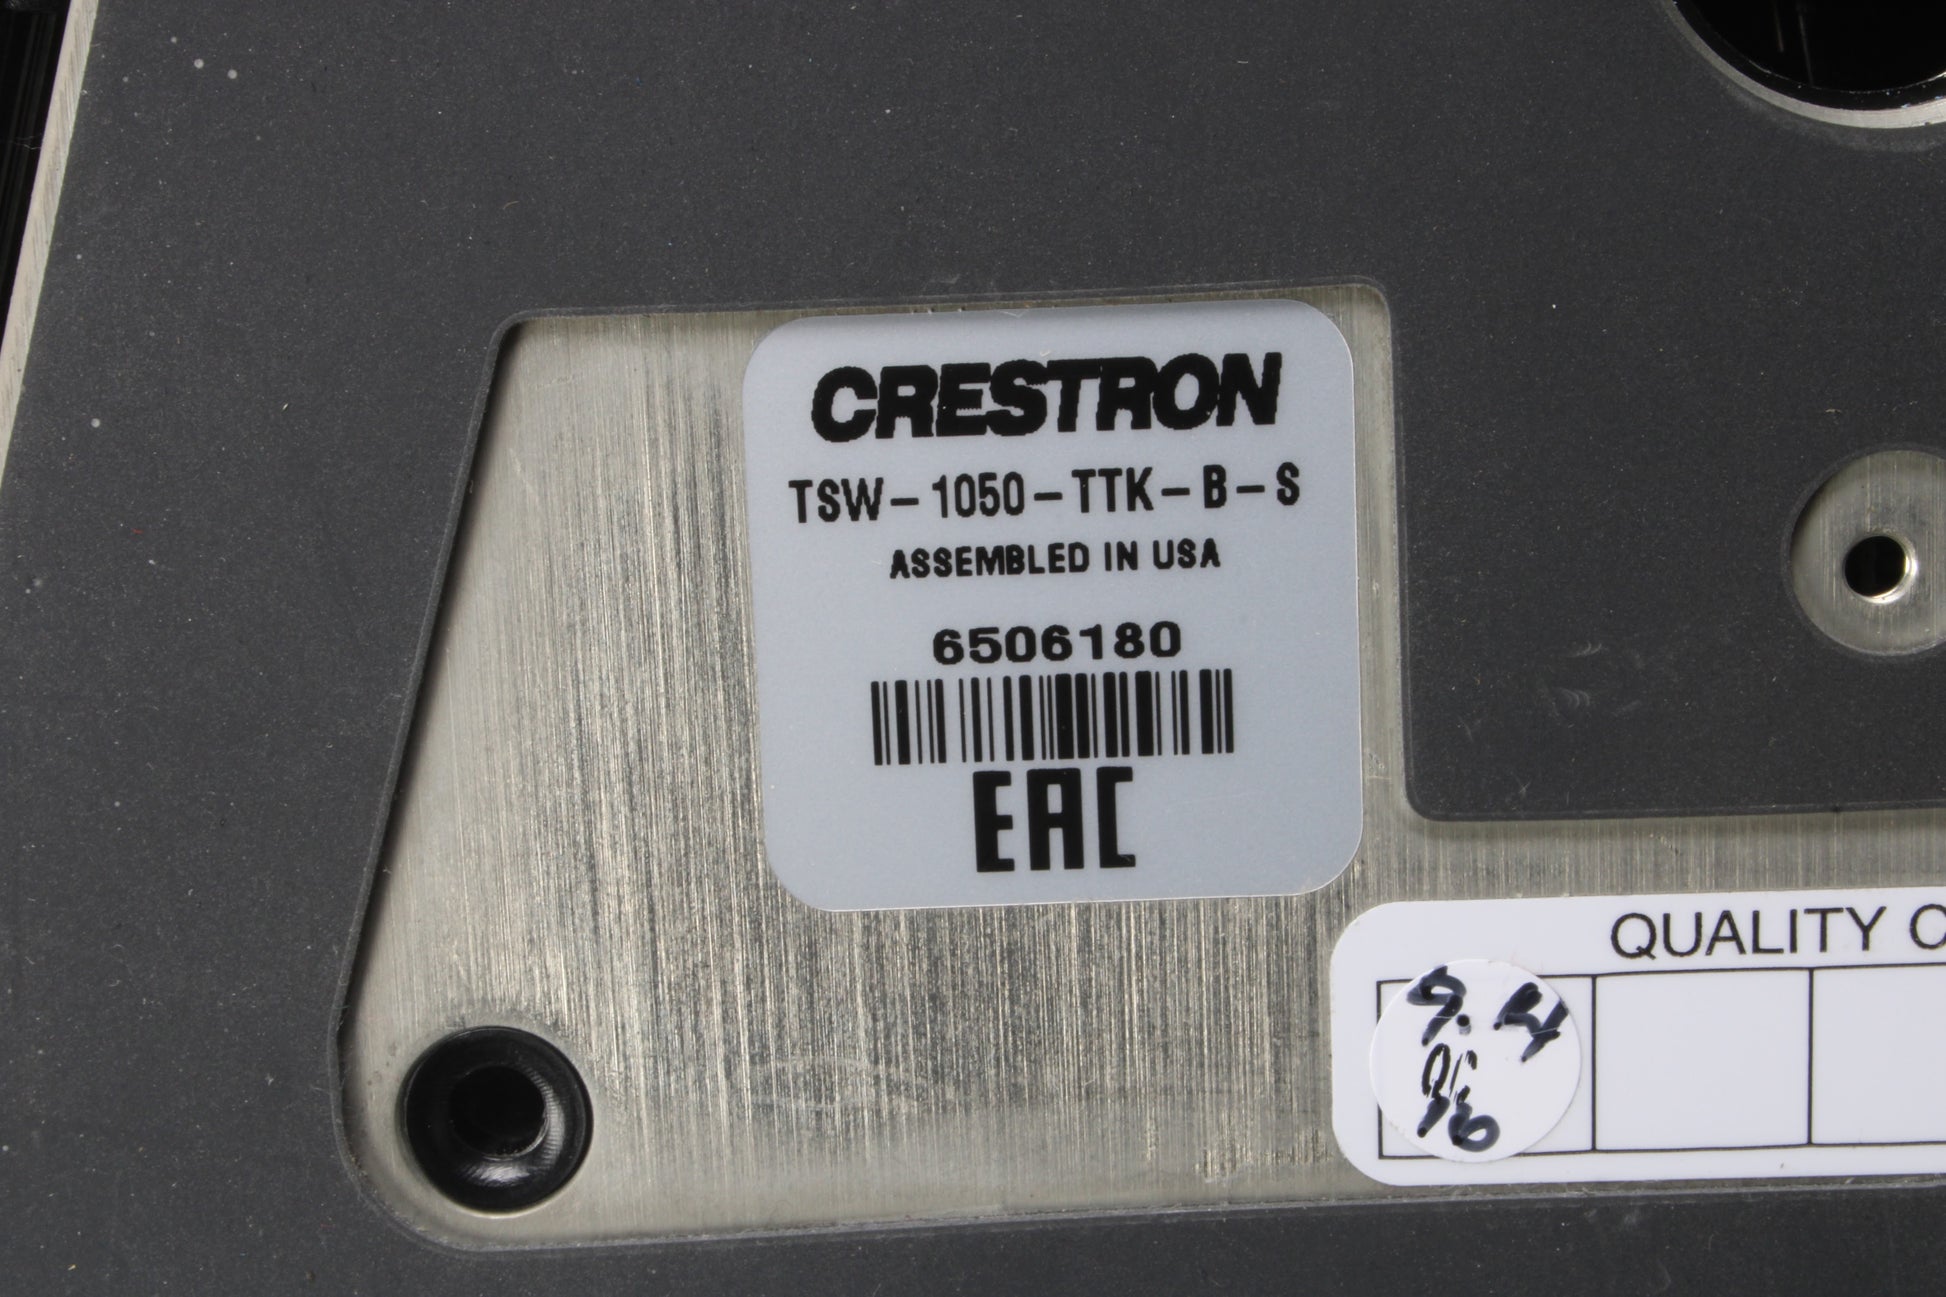 CRESTRON
TSW-1050-TTK-B-S
ASSEMBLED IN USA
6506180
EAC
QUALITY C